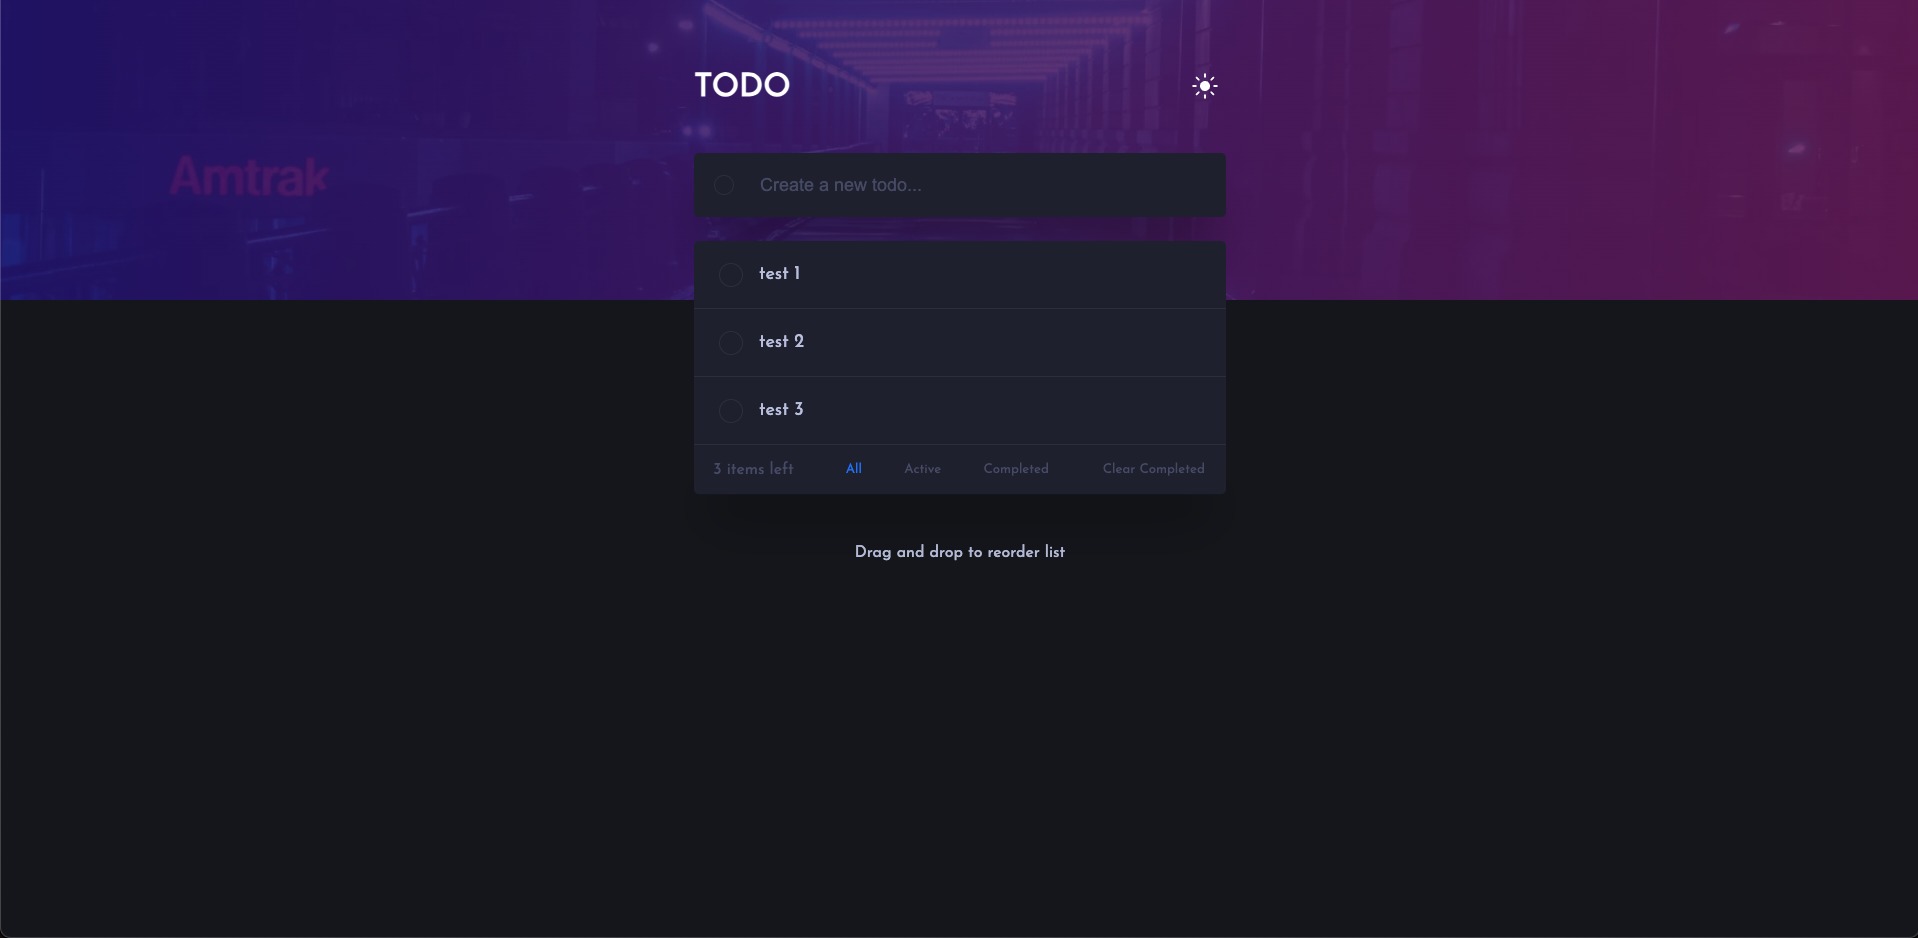 TODO
Amtrak
Create a new todo...
test 1
test 2
test 3
3 items left All Active Completed Clear Completed
Drag and drop to reorder list